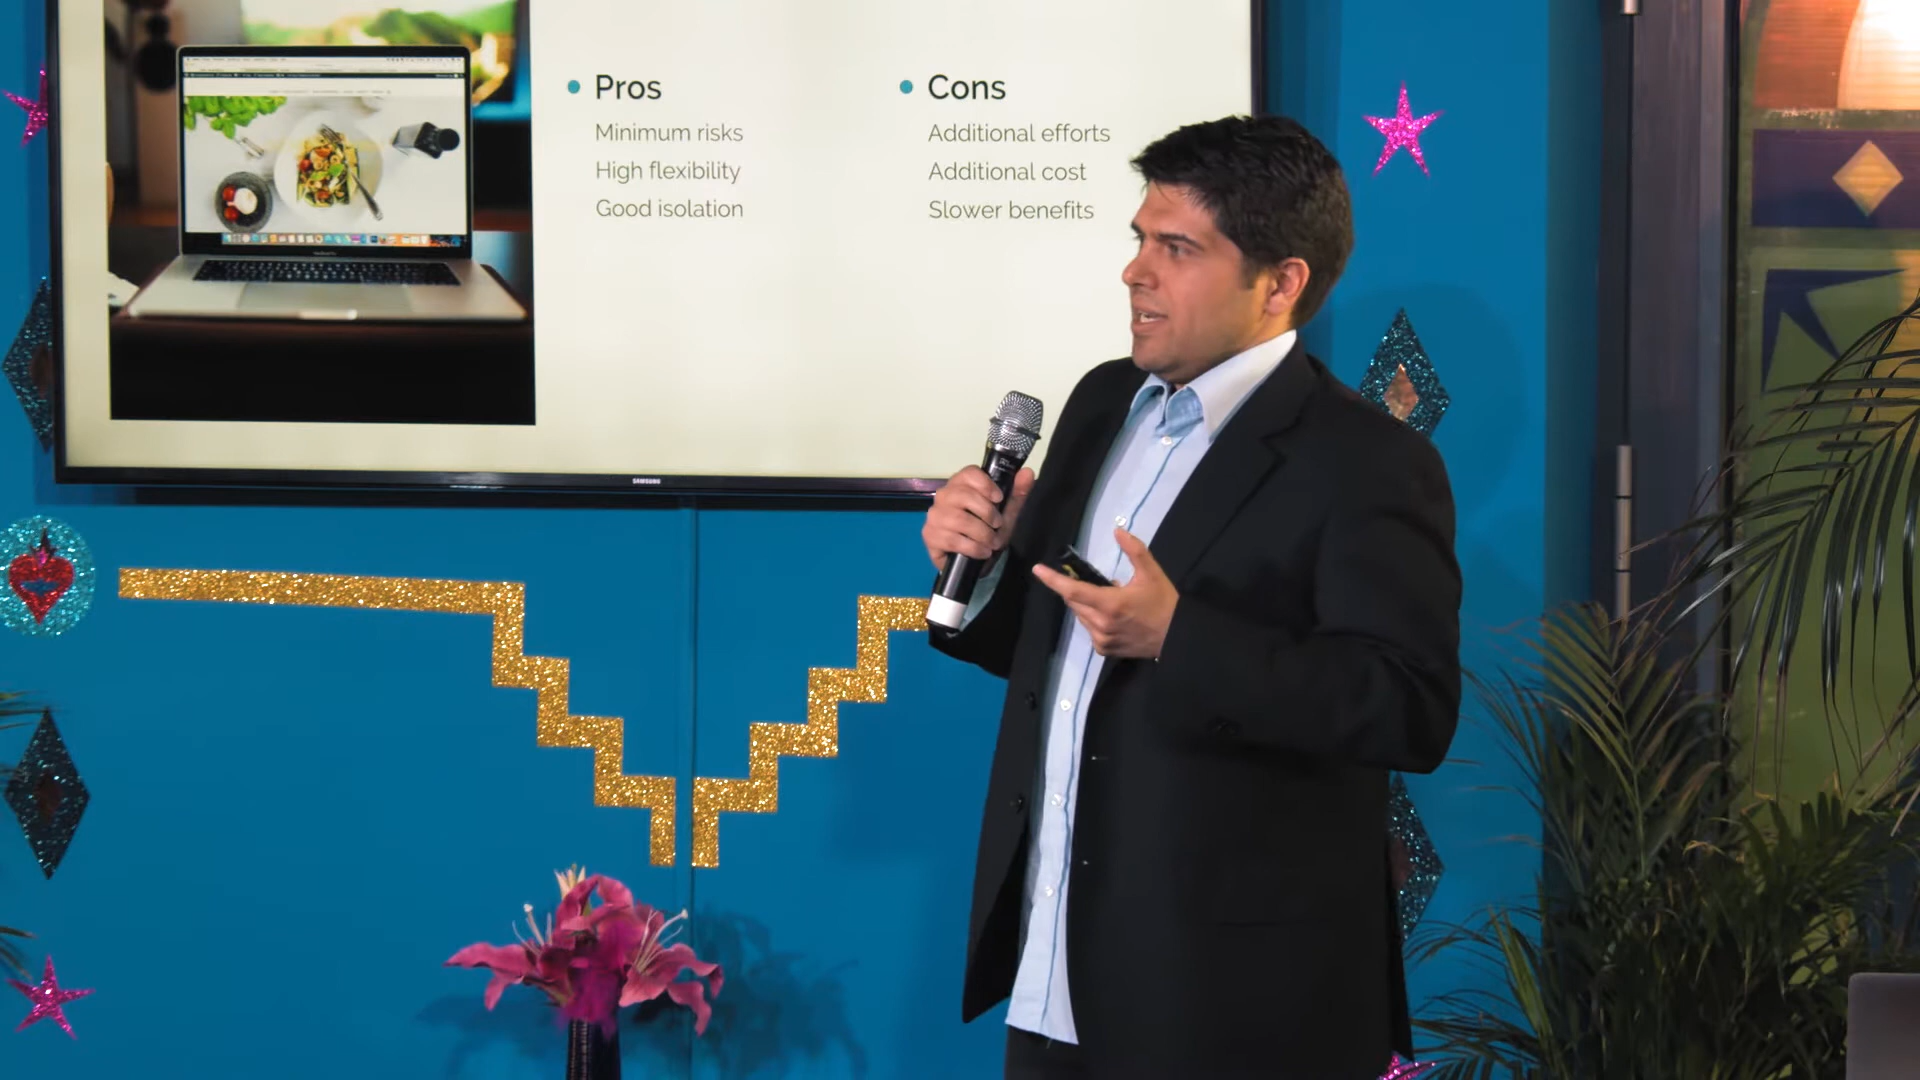 Pros
Minimum risks
High flexibility
Good isolation
Cons
Additional efforts
Additional cost
Slower benefits
SAMSUNG